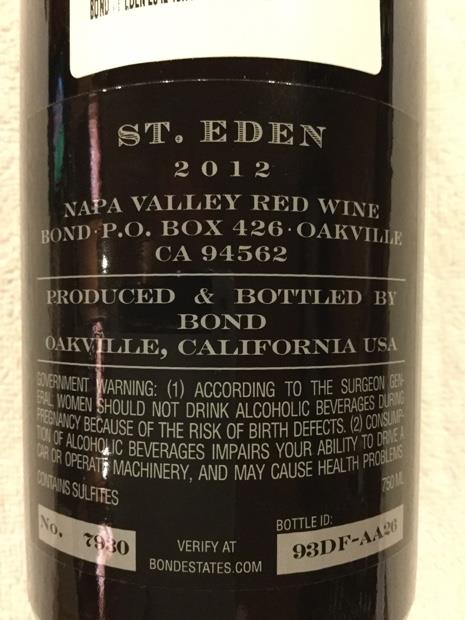 ST. EDEN
2012
NAPA VALLEY RED WINE
BOND·P.O. BOX 426·OAKVILLE
CA 94562
PRODUCED & BOTTLED BY
BOND
OAKVILLE, CALIFORNIA USA
GOVERNMENT WARNING: (1) ACCORDING TO THE SURGEON GEN-
ERAL, WOMEN SHOULD NOT DRINK ALCOHOLIC BEVERAGES DURING
PREGNANCY BECAUSE OF THE RISK OF BIRTH DEFECTS. (2) CONSUMP-
TION OF ALCOHOLIC BEVERAGES IMPAIRS YOUR ABILITY TO DRIVE A
CAR OR OPERATE MACHINERY, AND MAY CAUSE HEALTH PROBLEMS
CONTAINS SULFITES 750 ML
BOTTLE ID:
No. 7930 VERIFY AT 93DF-AA26
BONDESTATES.COM